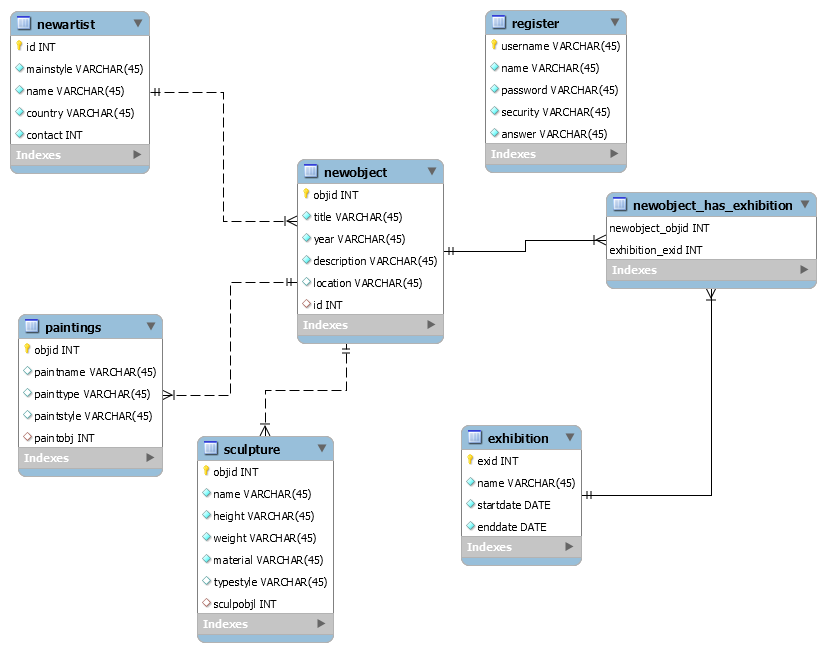 newartist
id INT
mainstyle VARCHAR(45)
name VARCHAR(45)
country VARCHAR(45)
contact INT
Indexes
register
username VARCHAR(45)
name VARCHAR(45)
password VARCHAR(45)
security VARCHAR(45)
answer VARCHAR(45)
Indexes
newobject
objid INT
title VARCHAR(45)
year VARCHAR(45)
description VARCHAR(45)
location VARCHAR(45)
id INT
Indexes
newobject_has_exhibition
newobject_objid INT
exhibition_exid INT
Indexes
paintings
objid INT
paintname VARCHAR(45)
painttype VARCHAR(45)
paintstyle VARCHAR(45)
paintobj INT
Indexes
sculpture
objid INT
name VARCHAR(45)
height VARCHAR(45)
weight VARCHAR(45)
material VARCHAR(45)
typestyle VARCHAR(45)
sculpobjl INT
Indexes
exhibition
exid INT
name VARCHAR(45)
startdate DATE
enddate DATE
Indexes